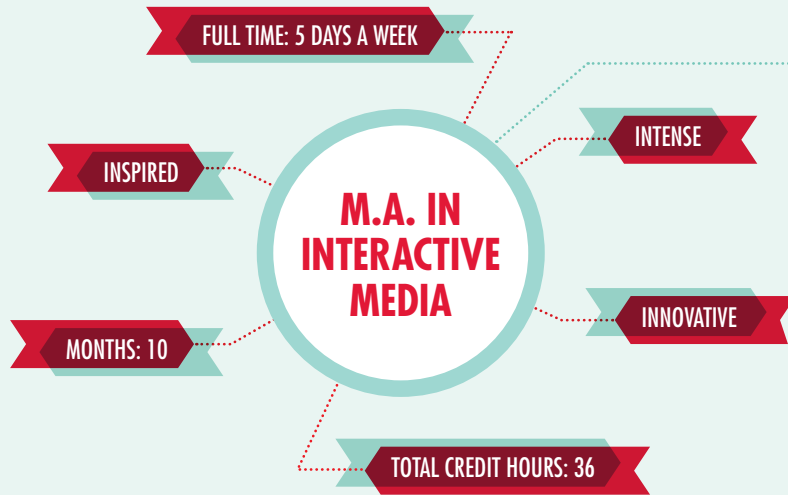 FULL TIME: 5 DAYS A WEEK
INTENSE
INSPIRED
M.A. IN
INTERACTIVE
MEDIA
INNOVATIVE
MONTHS: 10
TOTAL CREDIT HOURS: 36